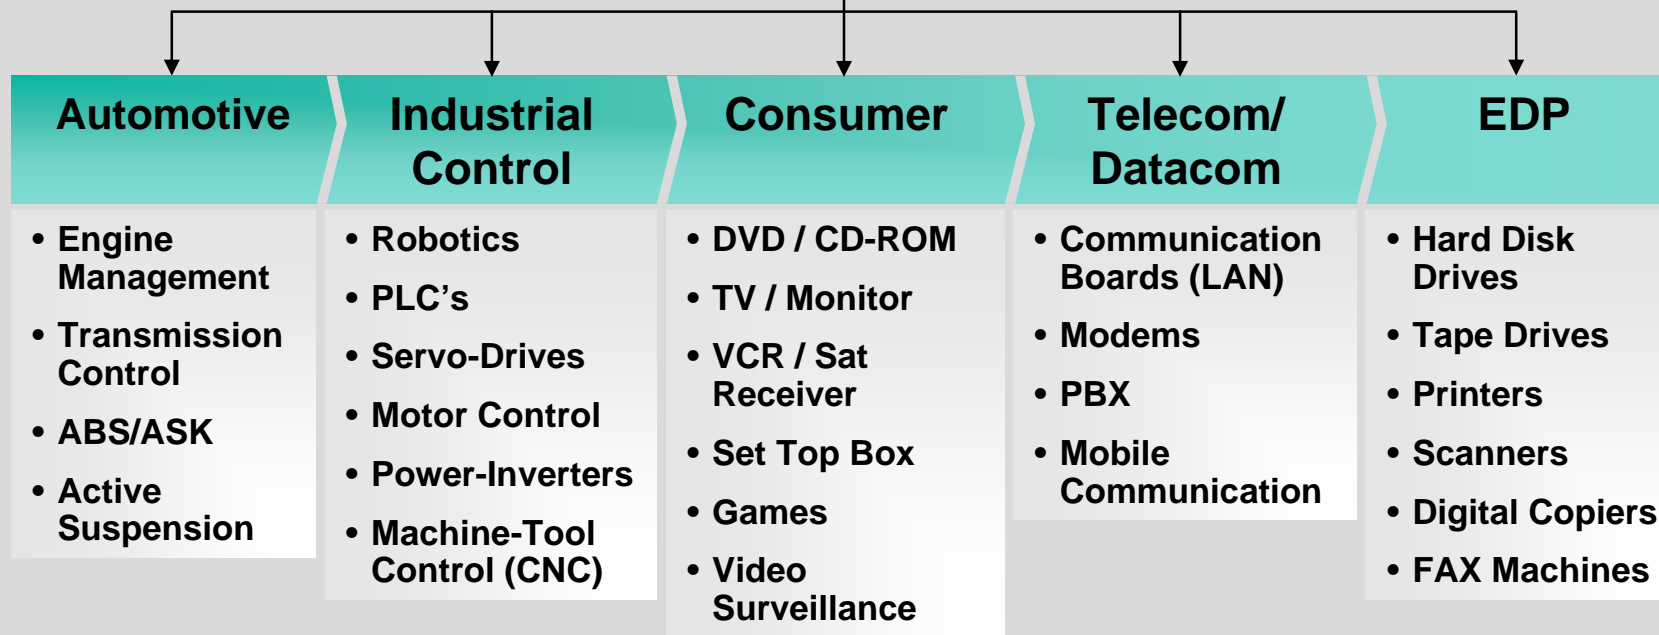 Automotive
Industrial
Control
Consumer
Telecom/
Datacom
EDP
• Engine
Management
• Transmission
Control
• ABS/ASK
• Active
Suspension
• Robotics
• PLC’s
• Servo-Drives
• Motor Control
• Power-Inverters
• Machine-Tool
Control (CNC)
• DVD / CD-ROM
• TV / Monitor
• VCR / Sat
Receiver
• Set Top Box
• Games
• Video
Surveillance
• Communication
Boards (LAN)
• Modems
• PBX
• Mobile
Communication
• Hard Disk
Drives
• Tape Drives
• Printers
• Scanners
• Digital Copiers
• FAX Machines